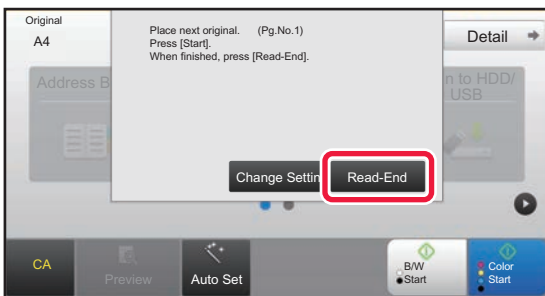 Original
A4
Place next original. (Pg.No.1)
Press [Start].
When finished, press [Read-End].
Detail
Address B
n to HDD/
USB
Change Settin
Read-End
CA
Preview
Auto Set
B/W
Start
Color
Start